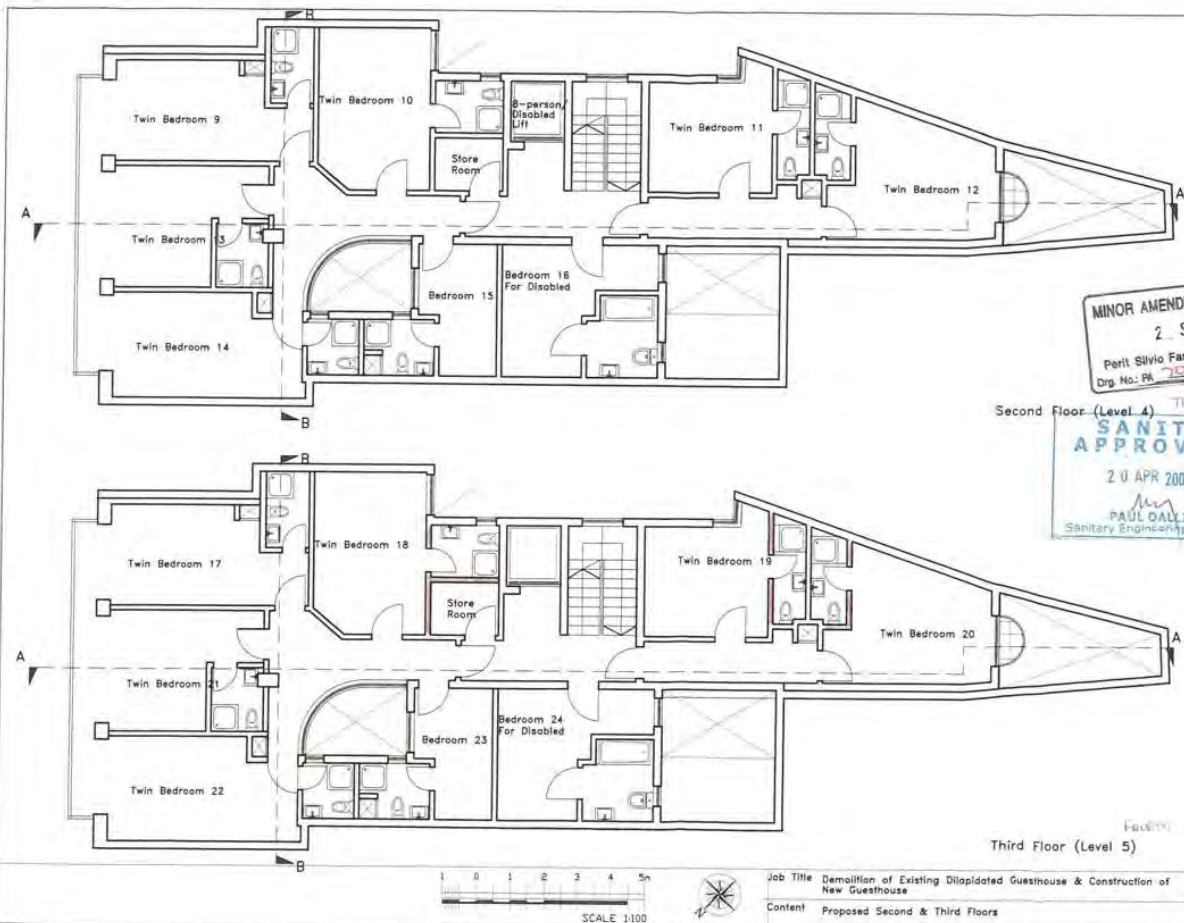 B
Twin Bedroom 9
Twin Bedroom 10
8-person/
Disabled
Lift
Store
Room
Twin Bedroom 11
Twin Bedroom 12
A
A
Twin Bedroom 13
Bedroom 15
Bedroom 16
For Disabled
Twin Bedroom 14
B
MINOR AMEND
2
Perit Silvio
Drg. No.: PA
Second Floor (Level 4)
SANIT
APPROV
20 APR 200
PAUL
Sanitary Engineering
B
Twin Bedroom 17
Twin Bedroom 18
Store
Room
Twin Bedroom 19
Twin Bedroom 20
A
A
Twin Bedroom 21
Bedroom 23
Bedroom 24
For Disabled
Twin Bedroom 22
B
Third Floor (Level 5)
1 0 1 2 3 4 5m
SCALE 1:100
N
Job Title Demolition of Existing Dilapidated Guesthouse & Construction of
New Guesthouse
Content Proposed Second & Third Floors